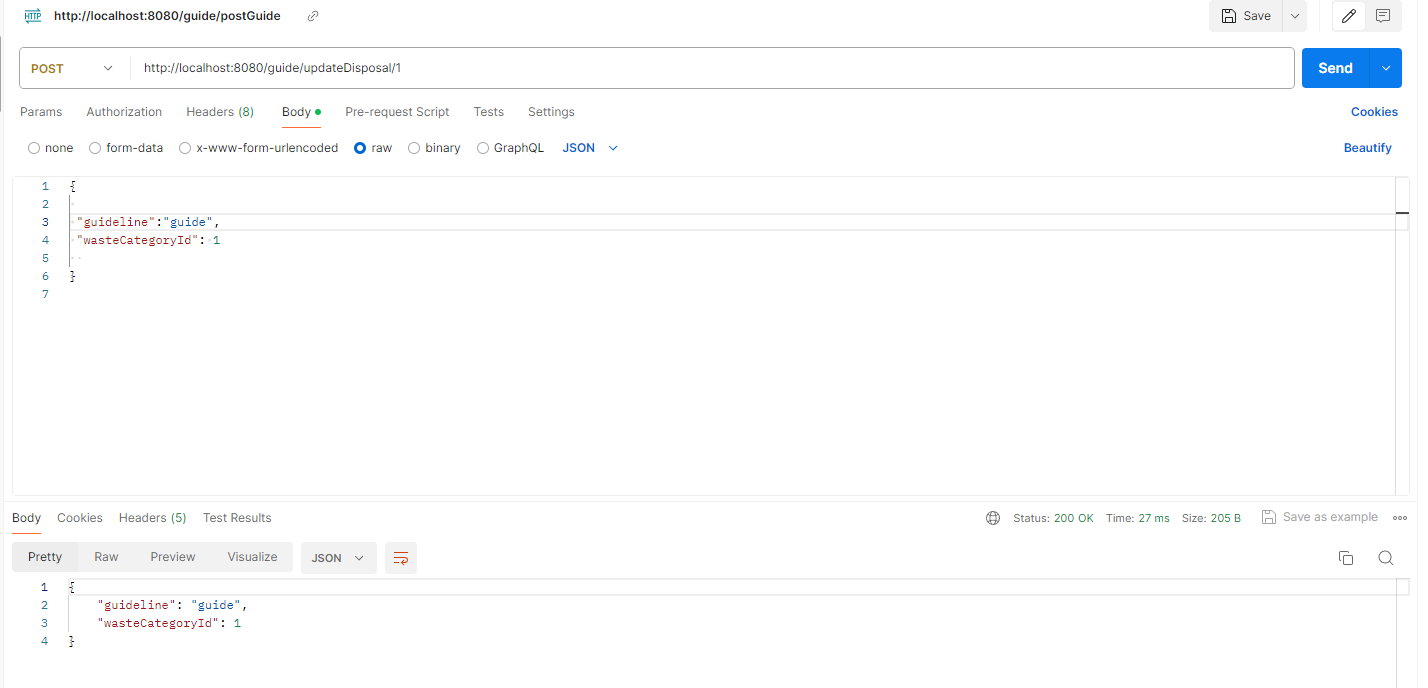 HTTP http://localhost:8080/guide/postGuide Save
POST http://localhost:8080/guide/updateDisposal/1 Send
Params Authorization Headers (8) Body Pre-request Script Tests Settings Cookies
none form-data x-www-form-urlencoded raw binary GraphQL JSON Beautify
1 {
2
3 "guideline":"guide",
4 "wasteCategoryId": 1
5
6 }
7
Body Cookies Headers (5) Test Results Status: 200 OK Time: 27 ms Size: 205 B Save as example
Pretty Raw Preview Visualize JSON
1 {
2 "guideline": "guide",
3 "wasteCategoryId": 1
4 }